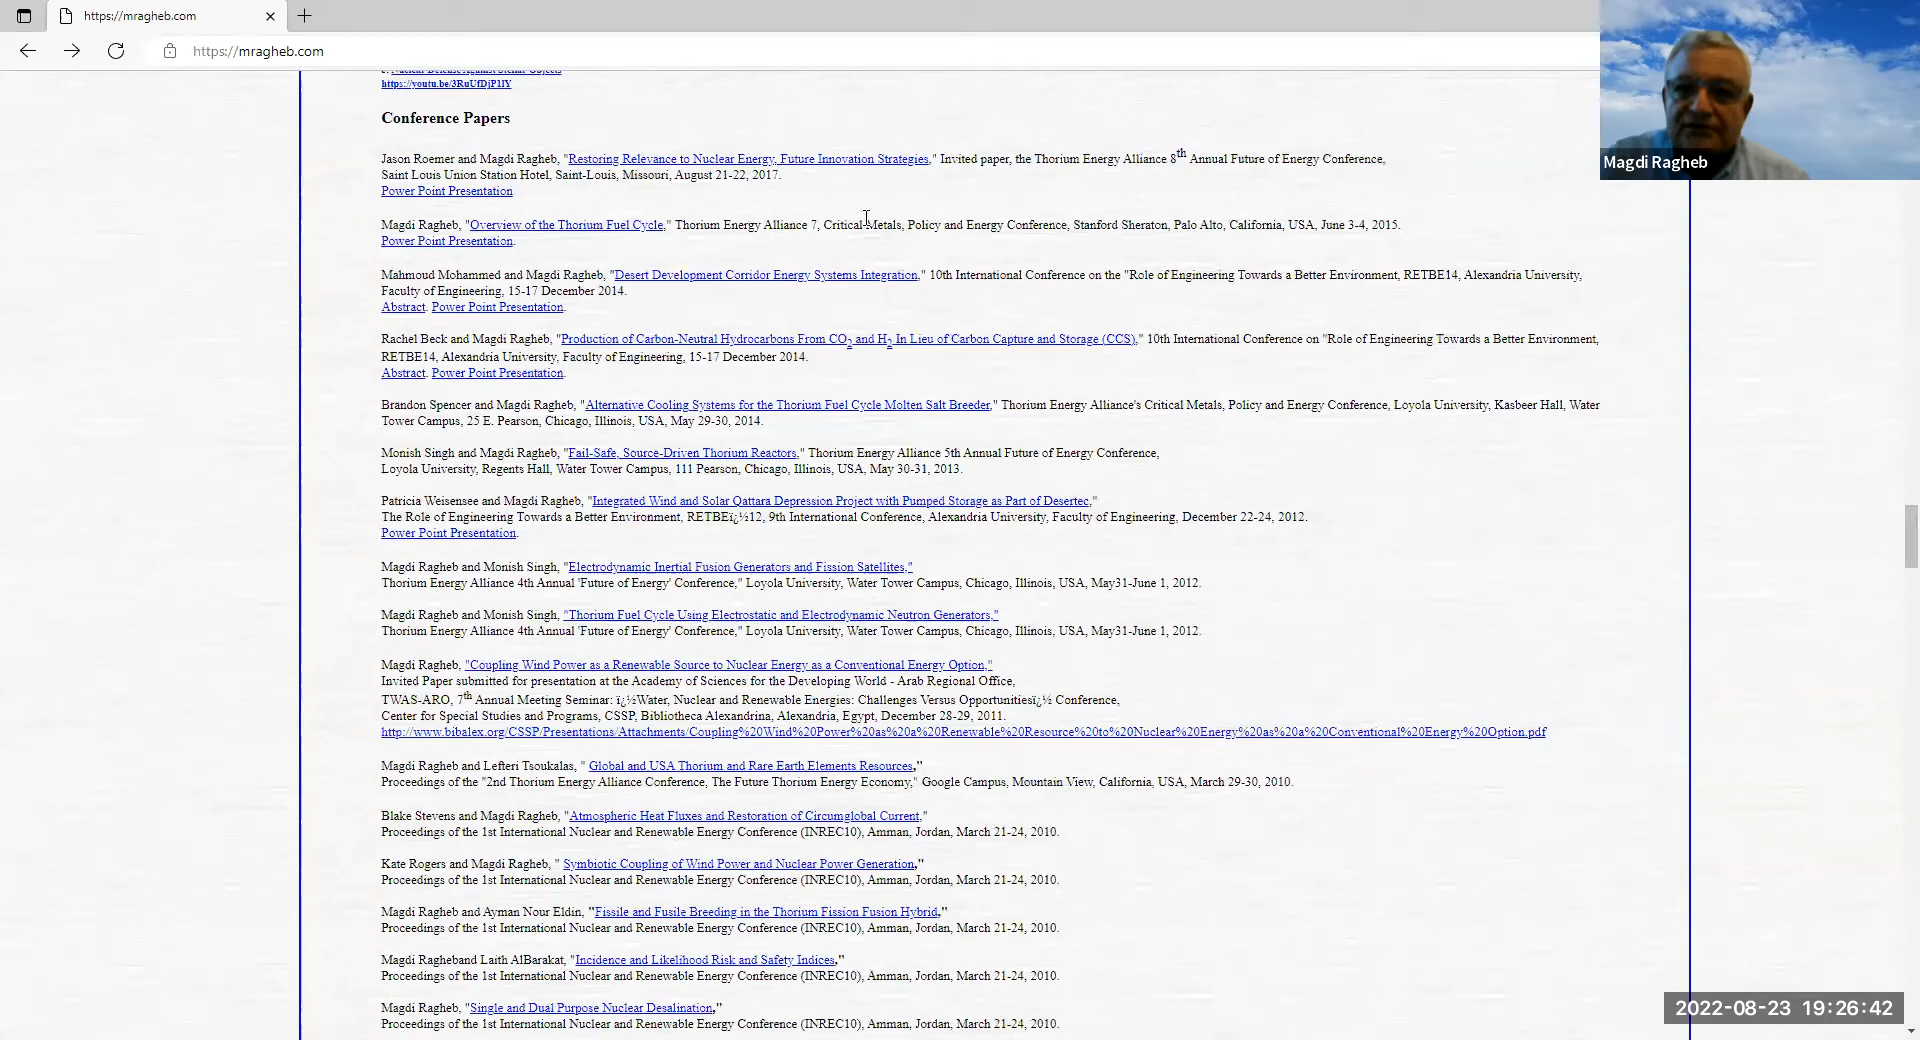 https://mragheb.com
https://mragheb.com
Magdi Ragheb
https://youtu.be/3RuUfDjP1lY
Conference Papers
Jason Roemer and Magdi Ragheb, "Restoring Relevance to Nuclear Energy, Future Innovation Strategies," Invited paper, the Thorium Energy Alliance 8th Annual Future of Energy Conference,
Saint Louis Union Station Hotel, Saint-Louis, Missouri, August 21-22, 2017.
Power Point Presentation
Magdi Ragheb, "Overview of the Thorium Fuel Cycle," Thorium Energy Alliance 7, Critical Metals, Policy and Energy Conference, Stanford Sheraton, Palo Alto, California, USA, June 3-4, 2015.
Power Point Presentation.
Mahmoud Mohammed and Magdi Ragheb, "Desert Development Corridor Energy Systems Integration," 10th International Conference on the "Role of Engineering Towards a Better Environment, RETBE14, Alexandria University,
Faculty of Engineering, 15-17 December 2014.
Abstract. Power Point Presentation.
Rachel Beck and Magdi Ragheb, "Production of Carbon-Neutral Hydrocarbons From CO2 and H2 In Lieu of Carbon Capture and Storage (CCS)," 10th International Conference on "Role of Engineering Towards a Better Environment,
RETBE14, Alexandria University, Faculty of Engineering, 15-17 December 2014.
Abstract. Power Point Presentation.
Brandon Spencer and Magdi Ragheb, "Alternative Cooling Systems for the Thorium Fuel Cycle Molten Salt Breeder," Thorium Energy Alliance's Critical Metals, Policy and Energy Conference, Loyola University, Kasbeer Hall, Water
Tower Campus, 25 E. Pearson, Chicago, Illinois, USA, May 29-30, 2014.
Monish Singh and Magdi Ragheb, "Fail-Safe, Source-Driven Thorium Reactors," Thorium Energy Alliance 5th Annual Future of Energy Conference,
Loyola University, Regents Hall, Water Tower Campus, 111 Pearson, Chicago, Illinois, USA, May 30-31, 2013.
Patricia Weisensee and Magdi Ragheb, "Integrated Wind and Solar Qattara Depression Project with Pumped Storage as Part of Desertec,"
The Role of Engineering Towards a Better Environment, RETBEï¿½12, 9th International Conference, Alexandria University, Faculty of Engineering, December 22-24, 2012.
Power Point Presentation.
Magdi Ragheb and Monish Singh, "Electrodynamic Inertial Fusion Generators and Fission Satellites,"
Thorium Energy Alliance 4th Annual 'Future of Energy' Conference," Loyola University, Water Tower Campus, Chicago, Illinois, USA, May31-June 1, 2012.
Magdi Ragheb and Monish Singh, "Thorium Fuel Cycle Using Electrostatic and Electrodynamic Neutron Generators,"
Thorium Energy Alliance 4th Annual 'Future of Energy' Conference," Loyola University, Water Tower Campus, Chicago, Illinois, USA, May31-June 1, 2012.
Magdi Ragheb, "Coupling Wind Power as a Renewable Source to Nuclear Energy as a Conventional Energy Option,"
Invited Paper submitted for presentation at the Academy of Sciences for the Developing World - Arab Regional Office,
TWAS-ARO, 7th Annual Meeting Seminar: ï¿½Water, Nuclear and Renewable Energies: Challenges Versus Opportunitiesï¿½ Conference,
Center for Special Studies and Programs, CSSP, Bibliotheca Alexandrina, Alexandria, Egypt, December 28-29, 2011.
http://www.bibalex.org/CSSP/Presentations/Attachments/Coupling%20Wind%20Power%20as%20a%20Renewable%20Resource%20to%20Nuclear%20Energy%20as%20a%20Conventional%20Energy%20Option.pdf
Magdi Ragheb and Lefteri Tsoukalas, " Global and USA Thorium and Rare Earth Elements Resources,"
Proceedings of the "2nd Thorium Energy Alliance Conference, The Future Thorium Energy Economy," Google Campus, Mountain View, California, USA, March 29-30, 2010.
Blake Stevens and Magdi Ragheb, "Atmospheric Heat Fluxes and Restoration of Circumglobal Current,"
Proceedings of the 1st International Nuclear and Renewable Energy Conference (INREC10), Amman, Jordan, March 21-24, 2010.
Kate Rogers and Magdi Ragheb, " Symbiotic Coupling of Wind Power and Nuclear Power Generation,"
Proceedings of the 1st International Nuclear and Renewable Energy Conference (INREC10), Amman, Jordan, March 21-24, 2010.
Magdi Ragheb and Ayman Nour Eldin, "Fissile and Fusile Breeding in the Thorium Fission Fusion Hybrid,"
Proceedings of the 1st International Nuclear and Renewable Energy Conference (INREC10), Amman, Jordan, March 21-24, 2010.
Magdi Ragheband Laith AlBarakat, "Incidence and Likelihood Risk and Safety Indices,"
Proceedings of the 1st International Nuclear and Renewable Energy Conference (INREC10), Amman, Jordan, March 21-24, 2010.
Magdi Ragheb, "Single and Dual Purpose Nuclear Desalination,"
Proceedings of the 1st International Nuclear and Renewable Energy Conference (INREC10), Amman, Jordan, March 21-24, 2010.
2022-08-23 19:26:42